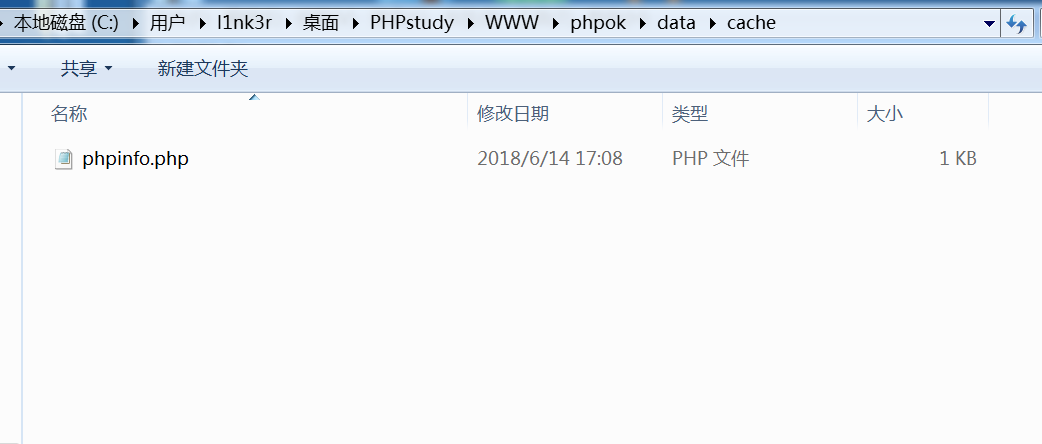 本地磁盘 (C:) 用户 l1nk3r 桌面 PHPstudy WWW phpok data cache
共享 新建文件夹
名称 修改日期 类型 大小
phpinfo.php 2018/6/14 17:08 PHP 文件 1 KB